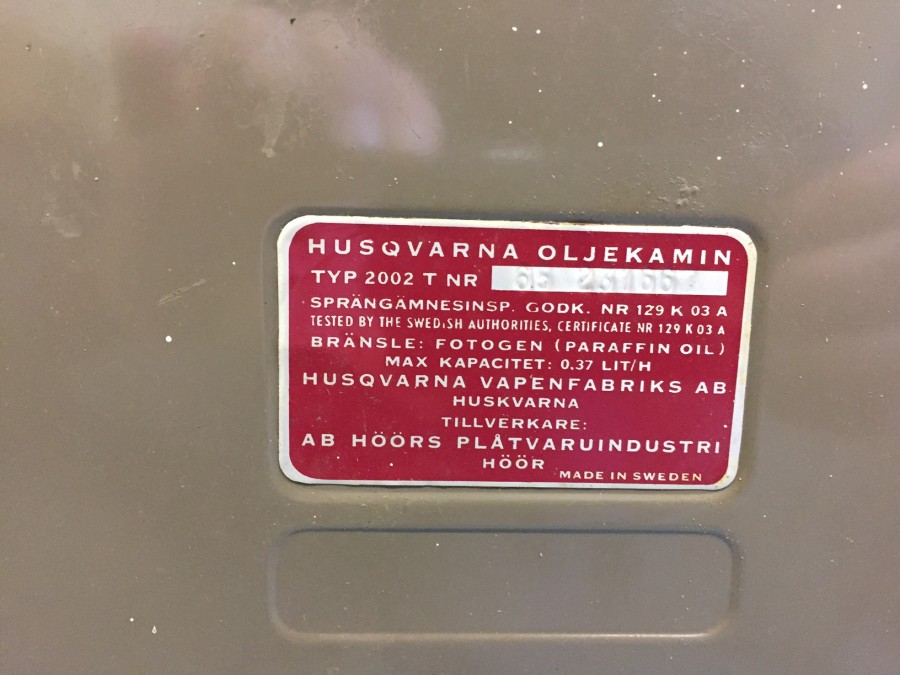 HUSQVARNA OLJEKAMIN
TYP 2002 T NR
SPRÄNGÄMNESINSP. GODK. NR 129 K 03 A
TESTED BY THE SWEDISH AUTHORITIES, CERTIFICATE NR 129 K 03 A
BRÄNSLE: FOTOGEN (PARAFFIN OIL)
MAX KAPACITET: 0,37 LIT/H
HUSQVARNA VAPENFABRIKS AB
HUSKVARNA
TILLVERKARE:
AB HÖÖRS PLÅTVARUINDUSTRI
HÖÖR
MADE IN SWEDEN